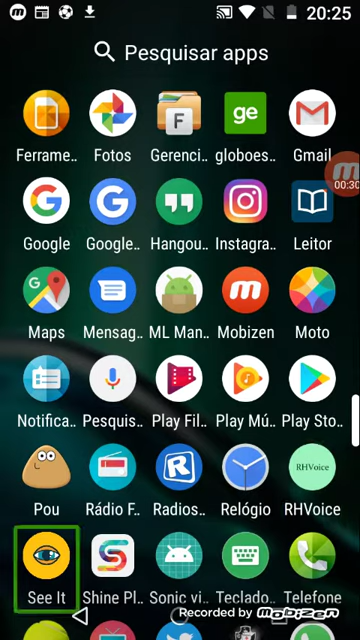 20:25
Pesquisar apps
F
ge
Ferrame.. Fotos Gerenci.. globoes.. Gmail
00:30
Google Google.. Hangou.. Instagra.. Leitor
Maps Mensag.. ML Man.. Mobizen Moto
Notifica.. Pesquis.. Play Fil.. Play Mú.. Play Sto..
RHVoice
Pou Rádio F.. Radios.. Relógio RHVoice
See It Shine Pl.. Sonic vi.. Teclado.. Telefone
Recorded by mobizen